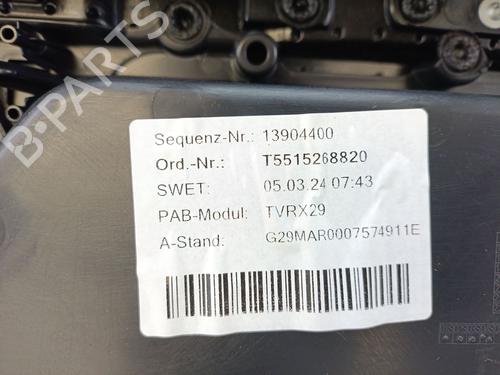 Sequenz-Nr.: 13904400
Ord.-Nr.: T5515268820
SWET: 05.03.24 07:43
PAB-Modul: TVRX29
A-Stand: G29MAR0007574911E
B-PARTS